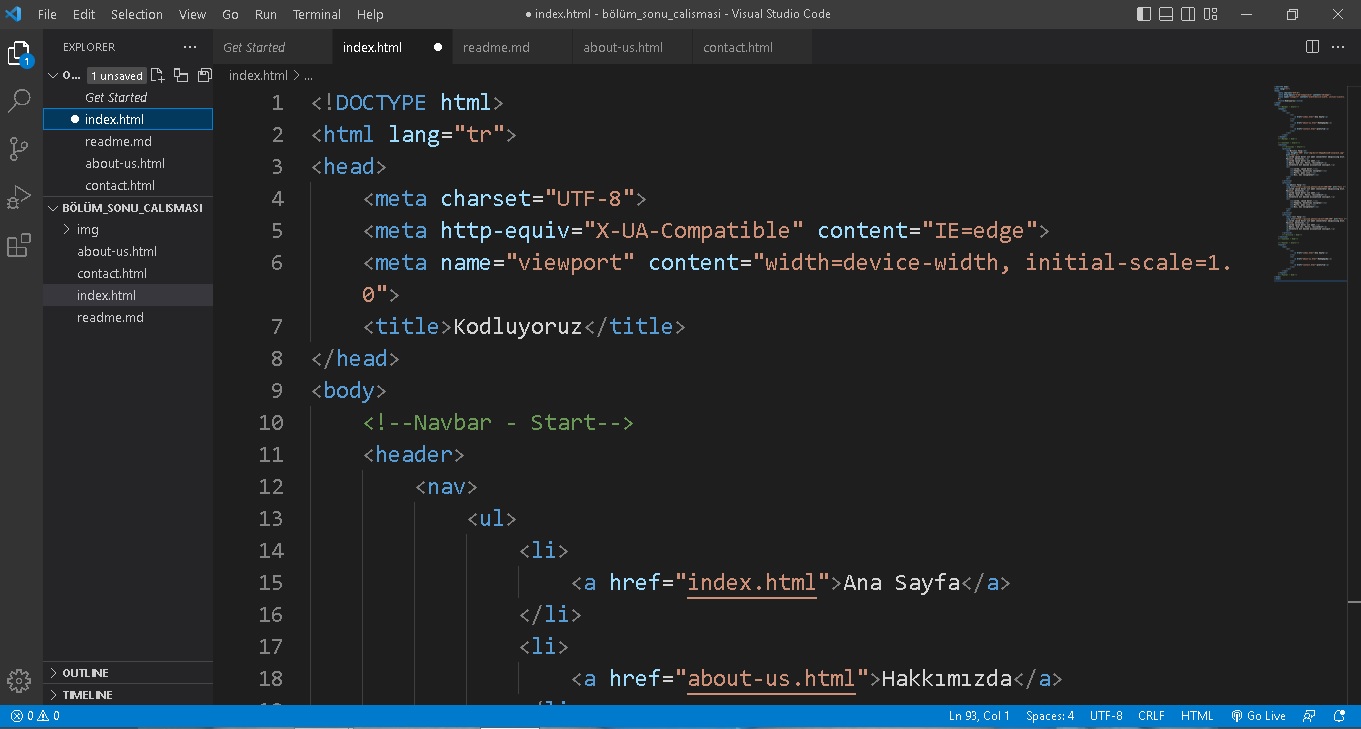 File Edit Selection View Go Run Terminal Help ● index.html - bölüm_sonu_calismasi - Visual Studio Code
EXPLORER ... Get Started index.html ● readme.md about-us.html contact.html ...
1
O... 1 unsaved index.html > ...
Get Started
● index.html
readme.md
about-us.html
contact.html
BÖLÜM_SONU_CALISMASI
> img
about-us.html
contact.html
index.html
readme.md
OUTLINE
TIMELINE
1 <!DOCTYPE html>
2 <html lang="tr">
3 <head>
4 <meta charset="UTF-8">
5 <meta http-equiv="X-UA-Compatible" content="IE=edge">
6 <meta name="viewport" content="width=device-width, initial-scale=1.
0">
7 <title>Kodluyoruz</title>
8 </head>
9 <body>
10 <!--Navbar - Start-->
11 <header>
12 <nav>
13 <ul>
14 <li>
15 <a href="index.html">Ana Sayfa</a>
16 </li>
17 <li>
18 <a href="about-us.html">Hakkımızda</a>
0 0 Ln 93, Col 1 Spaces: 4 UTF-8 CRLF HTML Go Live